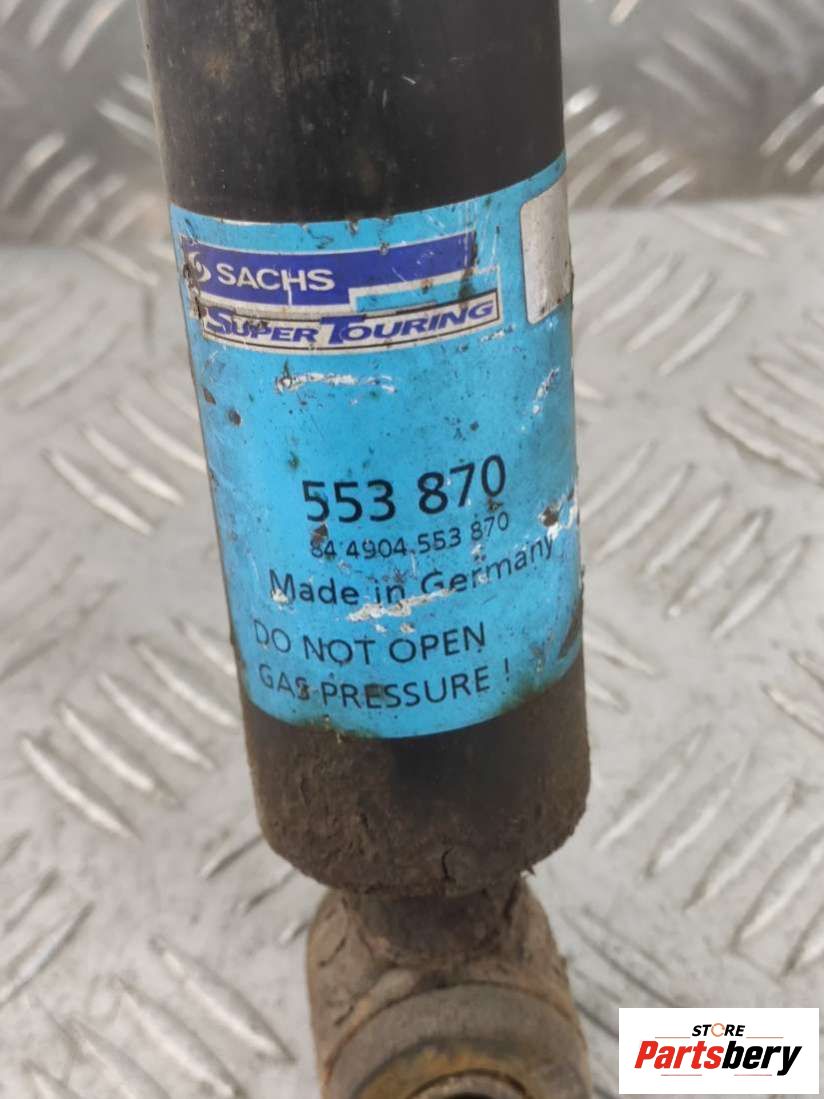 SACHS
SUPER TOURING
553 870
84 4904 553 870
Made in Germany
DO NOT OPEN
GAS PRESSURE !
STORE
Partsbery